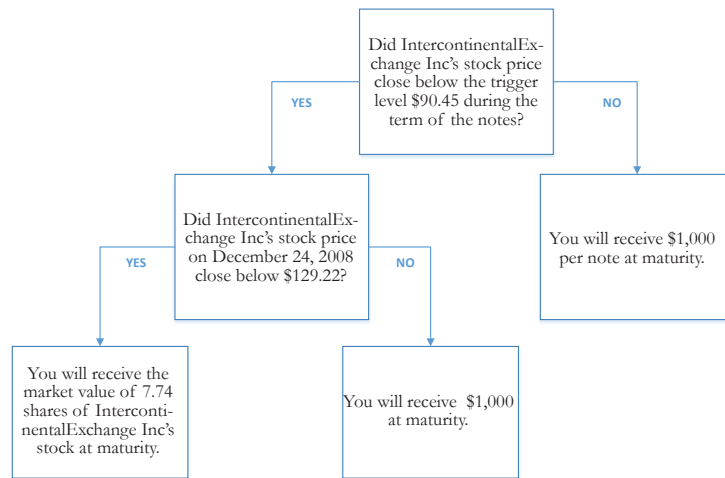 Did IntercontinentalEx-
change Inc's stock price
close below the trigger
level $90.45 during the
term of the notes?
YES
NO
Did IntercontinentalEx-
change Inc's stock price
on December 24, 2008
close below $129.22?
You will receive $1,000
per note at maturity.
YES
NO
You will receive the
market value of 7.74
shares of Interconti-
nentalExchange Inc's
stock at maturity.
You will receive $1,000
at maturity.